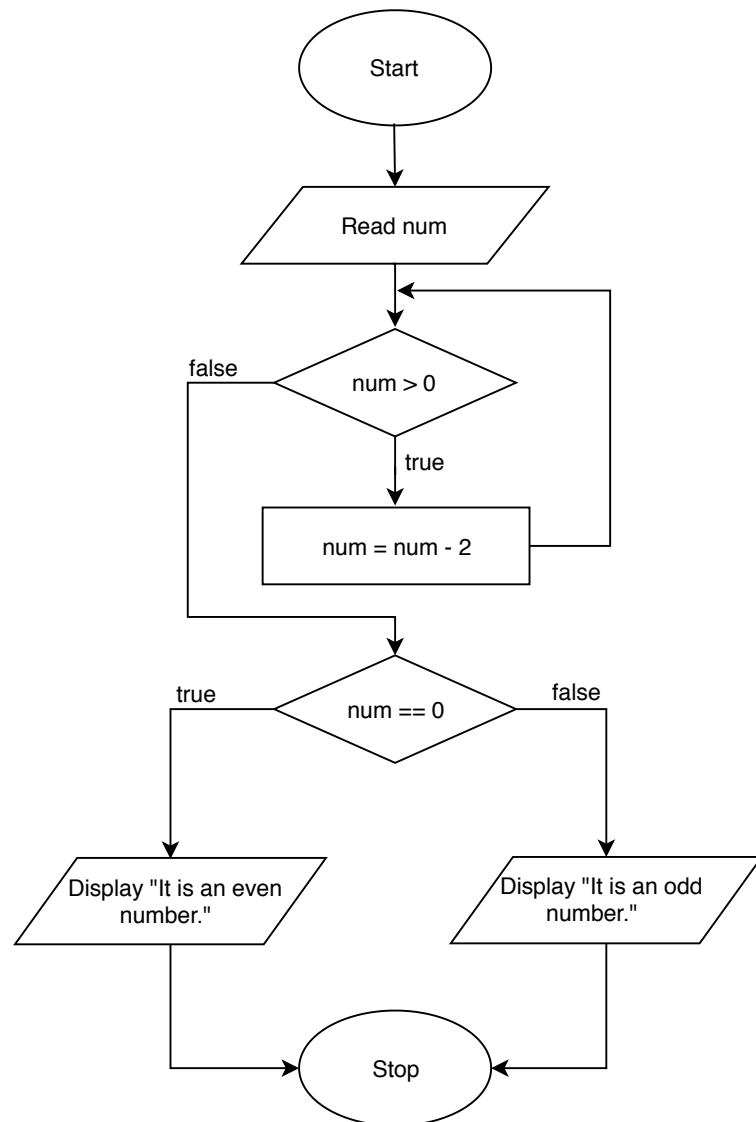 Start
Read num
false
num > 0
true
num = num - 2
true
false
num == 0
Display "It is an even
number."
Display "It is an odd
number."
Stop